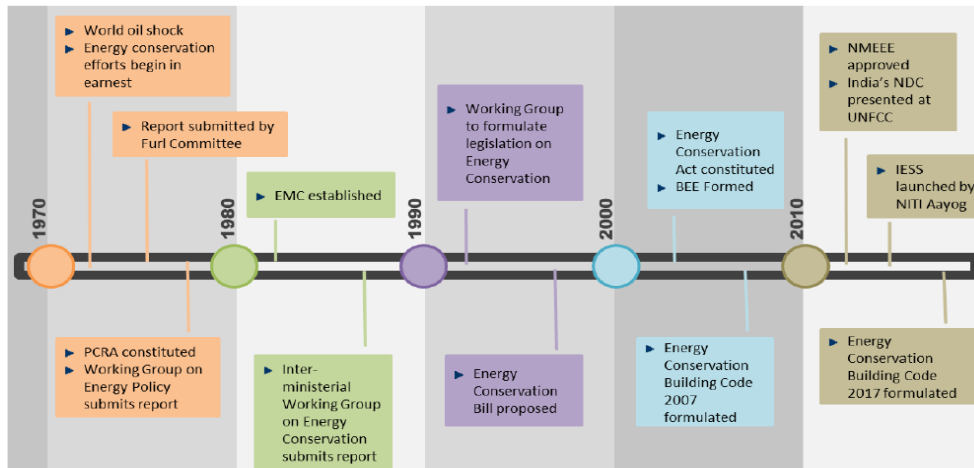 World oil shock
Energy conservation
efforts begin in
earnest
Report submitted by
Furl Committee
EMC established
Working Group
to formulate
legislation on
Energy
Conservation
Energy
Conservation
Act constituted
BEE Formed
NMEEE
approved
India's NDC
presented at
UNFCC
IESS
launched by
NITI Aayog
1970
1980
1990
2000
2010
PCRA constituted
Working Group on
Energy Policy
submits report
Inter-
ministerial
Working Group
on Energy
Conservation
submits report
Energy
Conservation
Bill proposed
Energy
Conservation
Building Code
2007
formulated
Energy
Conservation
Building Code
2017 formulated